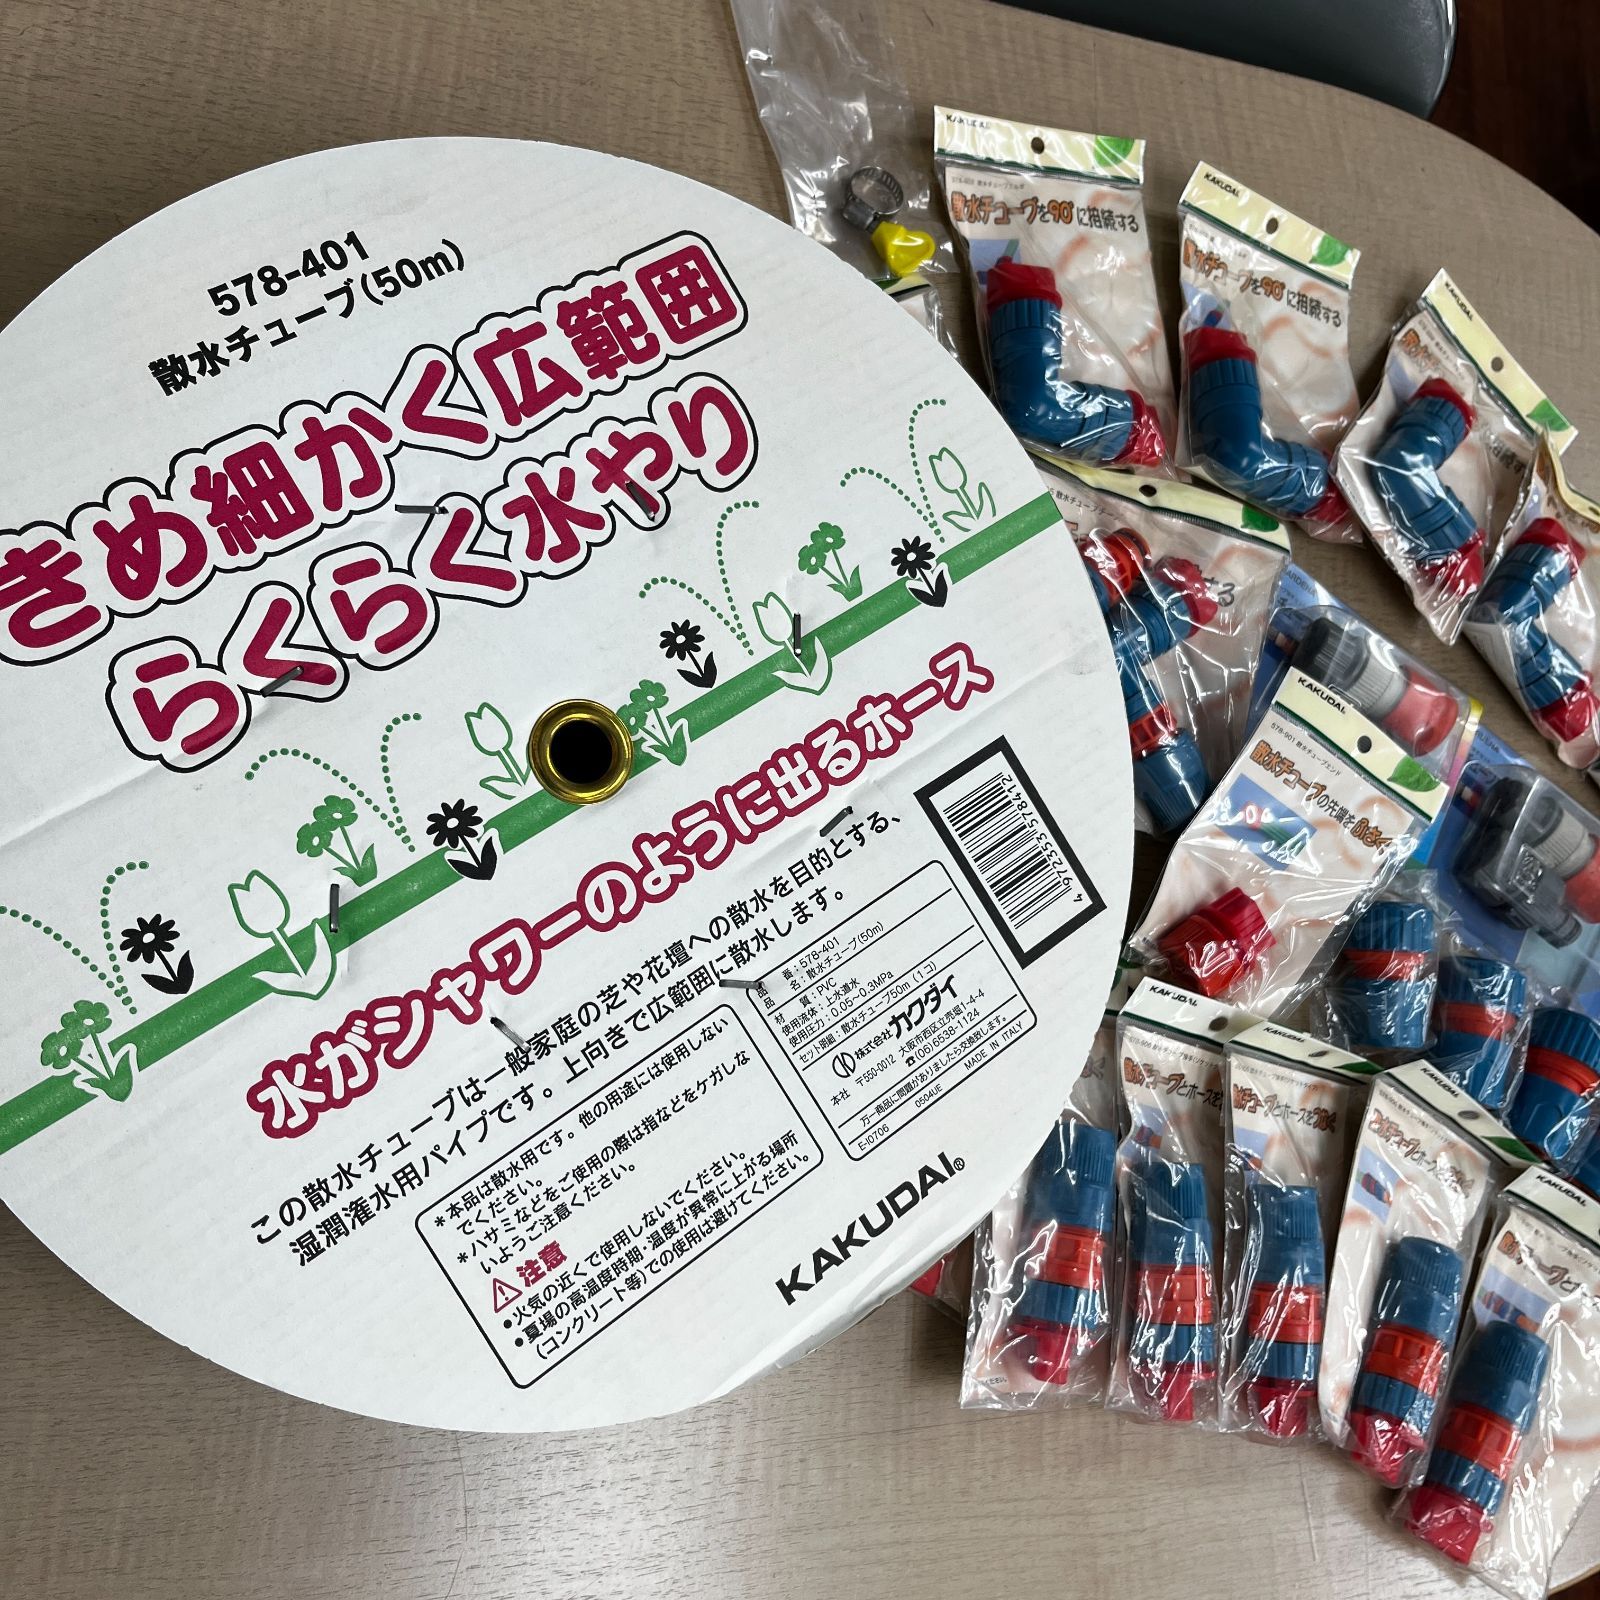 578-401
散水チューブ(50m)
きめ細かく広範囲
らくらく水やり
水がシャワーのように出るホース
この散水チューブは一般家庭の芝や花壇への散水を目的とする、
湿潤潅水用パイプです。上向きで広範囲に散水します。
*本品は散水用です。他の用途には使用しない
でください。
*ハサミなどをご使用の際は指などをケガしな
いようご注意ください。
注意
●火気の近くで使用しないでください。
●夏場の高温度時期・温度が異常に上がる場所
(コンクリート等)での使用は避けてください。
品番:578-401
品名:散水チューブ(50m)
材質:PVC
使用流体:上水道水
使用圧力:0.05〜0.3MPa
セット明細:散水チューブ50m(1コ)
株式会社カクダイ
本社 〒550-0012 大阪市西区立売堀1-4-4
☎(06)6538-1124
万一商品に問題がありましたら交換致します。
E-I0706 0504UE MADE IN ITALY
4 972353 578412
KAKUDAI®
KAKUDAI
散水チューブを90°に接続する
KAKUDAI
散水チューブを90°に接続する
KAKUDAI
KAKUDAI
578-901 散水チューブエンド
散水チューブの先端をふさぐ
KAKUDAI
散水チューブとホースを
散水チューブとホースをつなぐ
KAKUDAI
KAKUDAI